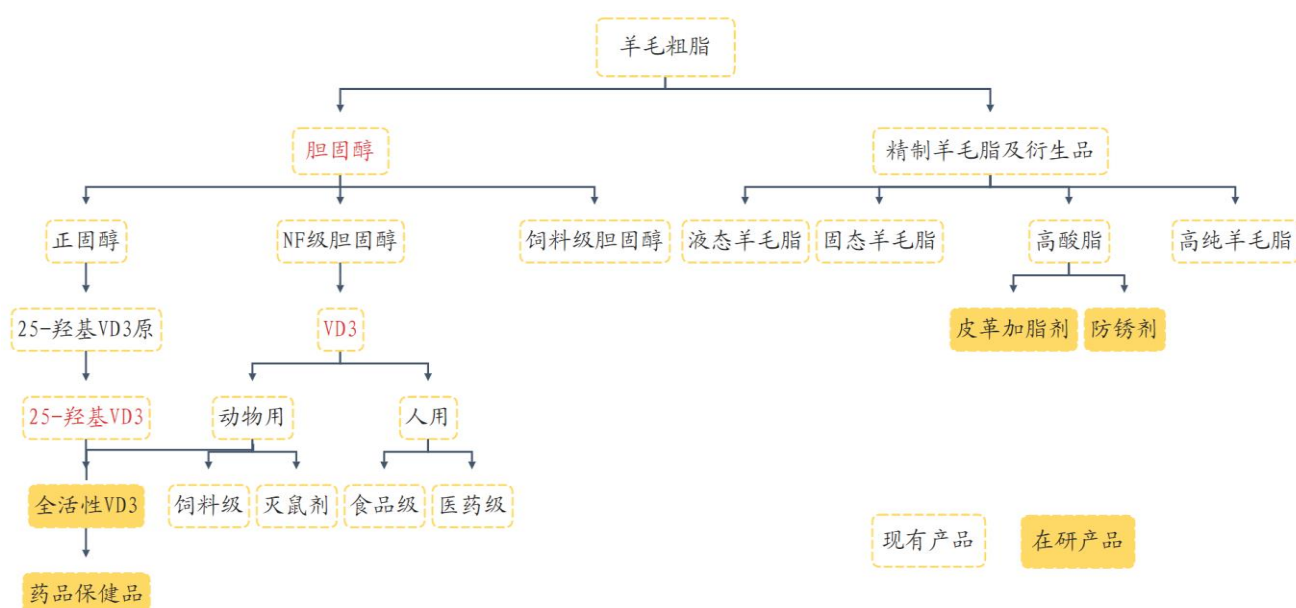 羊毛粗脂
胆固醇
精制羊毛脂及衍生品
正固醇
NF级胆固醇
饲料级胆固醇
液态羊毛脂
固态羊毛脂
高酸脂
高纯羊毛脂
25-羟基VD3原
VD3
皮革加脂剂
防锈剂
25-羟基VD3
动物用
人用
全活性VD3
饲料级
灭鼠剂
食品级
医药级
现有产品
在研产品
药品保健品